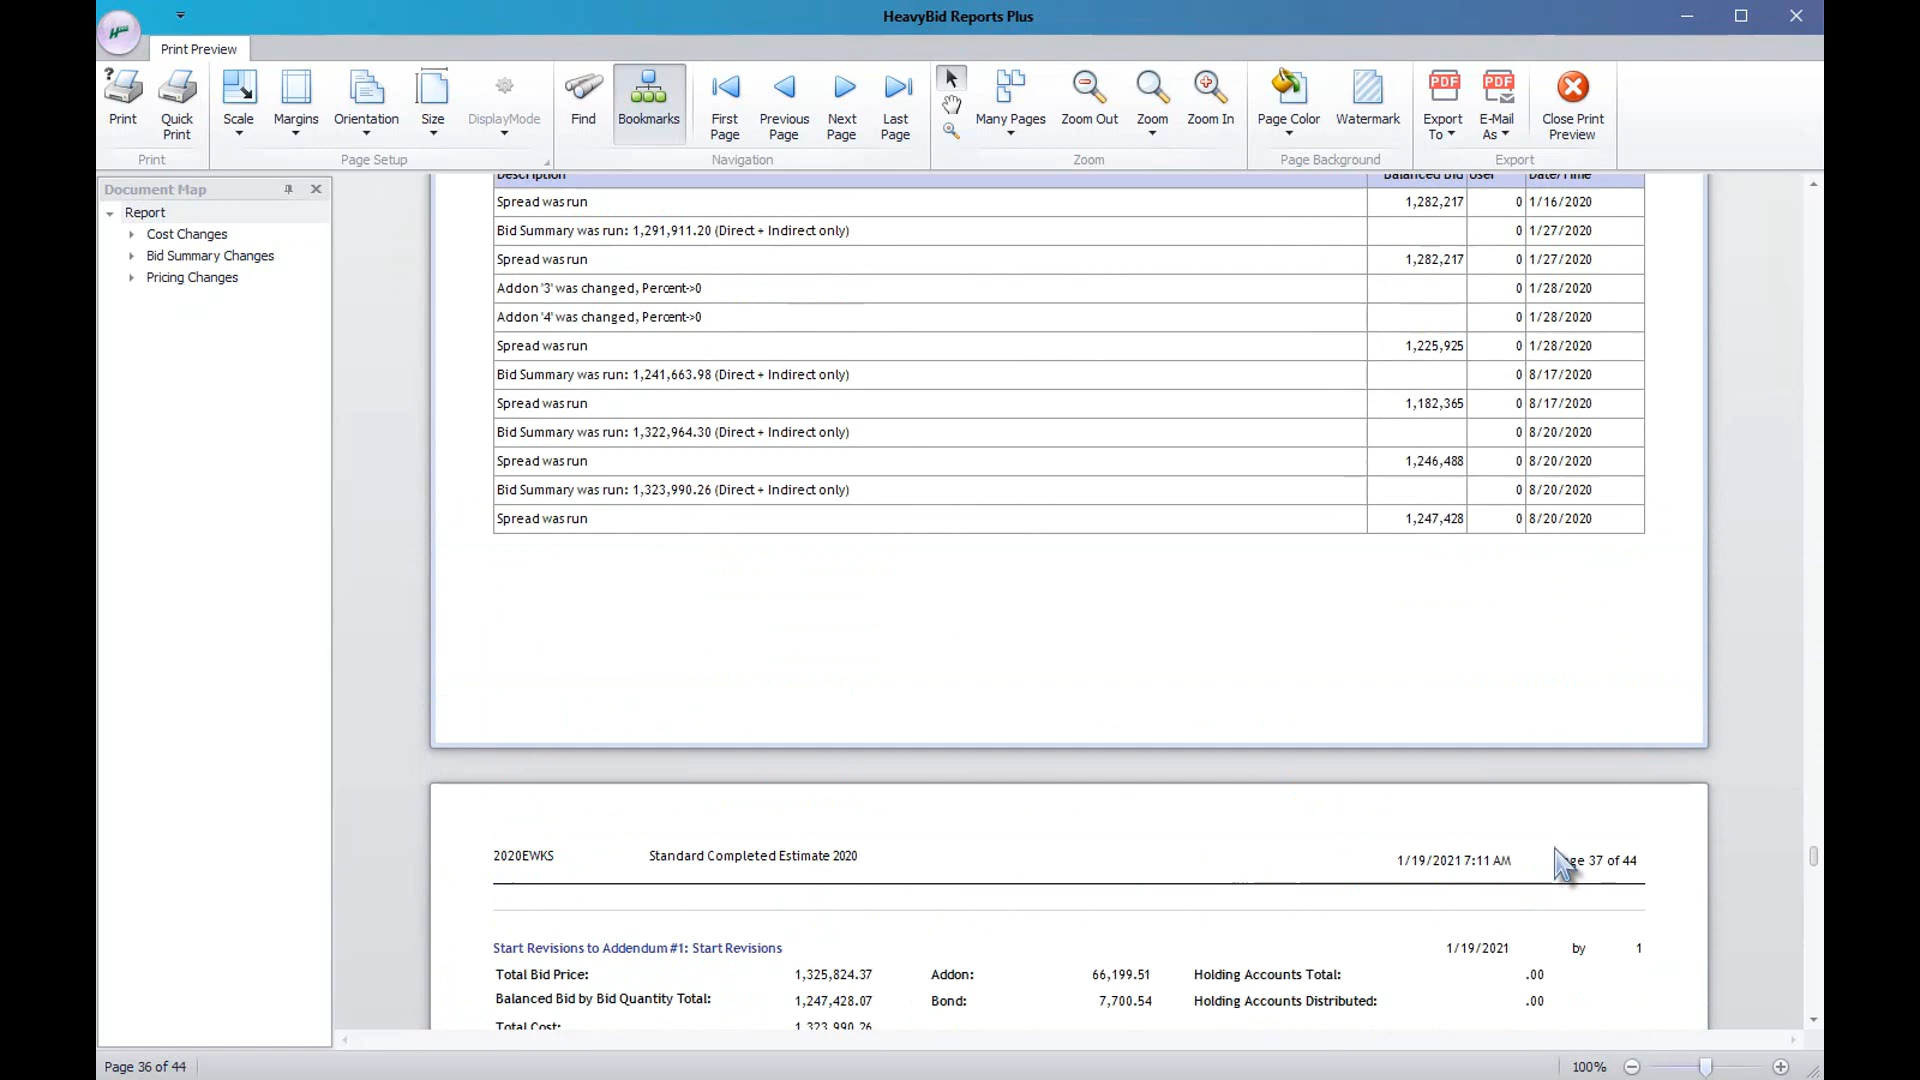 HeavyBid Reports Plus
Print Preview
Print
Quick Print
Scale
Margins
Orientation
Size
DisplayMode
Find
Bookmarks
First Page
Previous Page
Next Page
Last Page
Many Pages
Zoom Out
Zoom
Zoom In
Page Color
Watermark
Export To
E-Mail As
Close Print Preview
Print
Page Setup
Navigation
Zoom
Page Background
Export
Document Map
Report
Cost Changes
Bid Summary Changes
Pricing Changes
Description Balanced Bid User Date/Time
Spread was run 1,282,217 0 1/16/2020
Bid Summary was run: 1,291,911.20 (Direct + Indirect only) 0 1/27/2020
Spread was run 1,282,217 0 1/27/2020
Addon '3' was changed, Percent->0 0 1/28/2020
Addon '4' was changed, Percent->0 0 1/28/2020
Spread was run 1,225,925 0 1/28/2020
Bid Summary was run: 1,241,663.98 (Direct + Indirect only) 0 8/17/2020
Spread was run 1,182,365 0 8/17/2020
Bid Summary was run: 1,322,964.30 (Direct + Indirect only) 0 8/20/2020
Spread was run 1,246,488 0 8/20/2020
Bid Summary was run: 1,323,990.26 (Direct + Indirect only) 0 8/20/2020
Spread was run 1,247,428 0 8/20/2020
2020EWKS Standard Completed Estimate 2020 1/19/2021 7:11 AM 37 of 44
Start Revisions to Addendum #1: Start Revisions 1/19/2021 by 1
Total Bid Price: 1,325,824.37 Addon: 66,199.51 Holding Accounts Total: .00
Balanced Bid by Bid Quantity Total: 1,247,428.07 Bond: 7,700.54 Holding Accounts Distributed: .00
Total Cost: 1,323,990.26
Page 36 of 44
100%